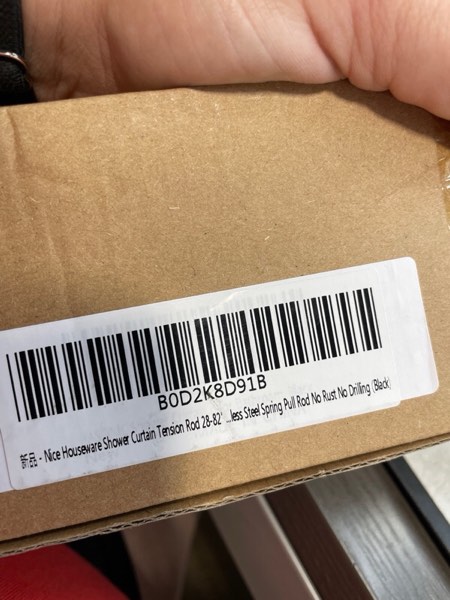 B0D2K8D91B
新品 - Nice Houseware Shower Curtain Tension Rod 28-82" ...less Steel Spring Pull Rod No Rust No Drilling (Black)